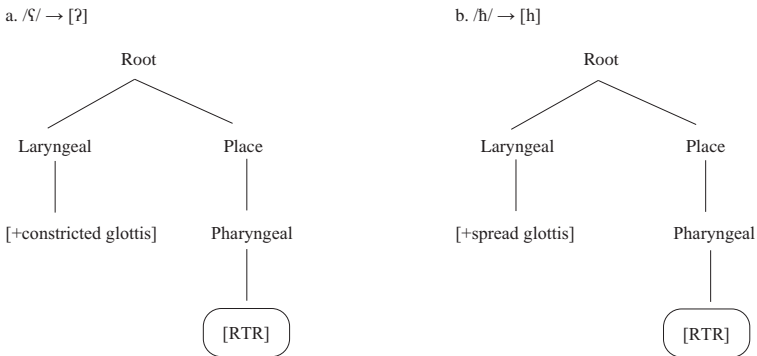 a. /ʕ/ → [ʔ] b. /ħ/ → [h]
Root Root
Laryngeal Place Laryngeal Place
[+constricted glottis] Pharyngeal [+spread glottis] Pharyngeal
[RTR] [RTR]